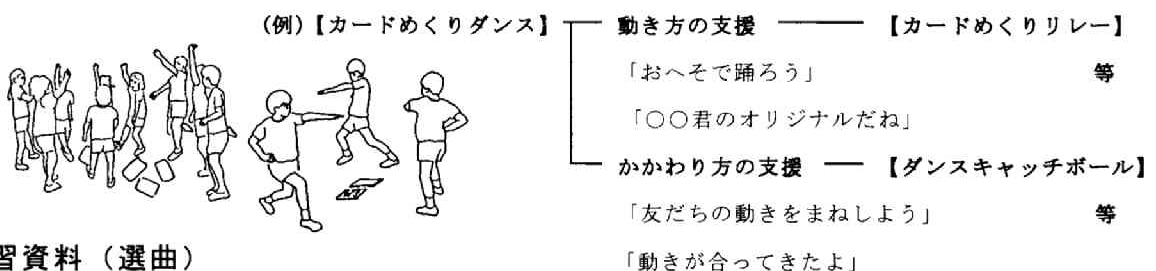 (例)【カードめくりダンス】 動き方の支援 【カードめくりリレー】
「おへそで踊ろう」 等
「○○君のオリジナルだね」
かかわり方の支援 【ダンスキャッチボール】
「友だちの動きをまねしよう」 等
「動きが合ってきたよ」
習資料（選曲）